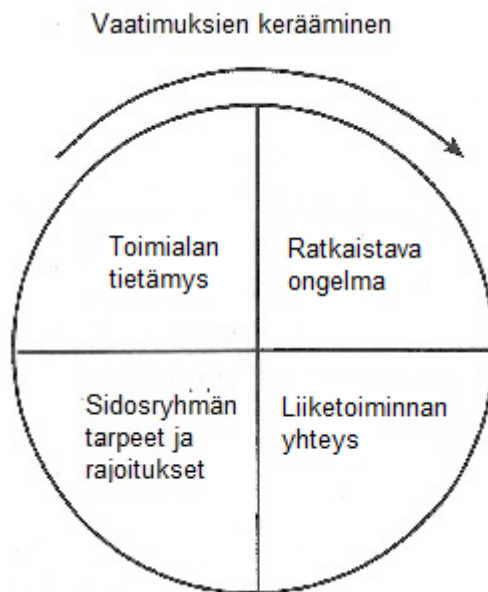 Vaatimuksien kerääminen
Toimialan
tietämys
Ratkaistava
ongelma
Sidosryhmän
tarpeet ja
rajoitukset
Liiketoiminnan
yhteys